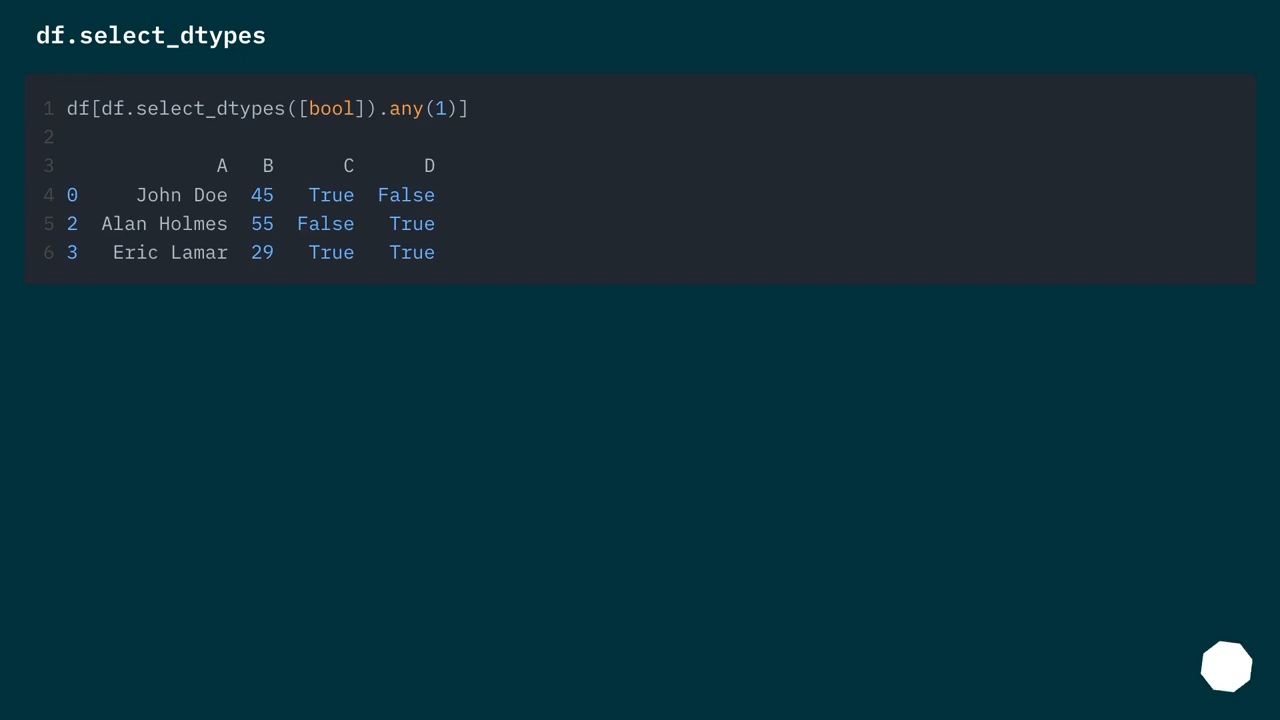 df.select_dtypes
1 df[df.select_dtypes([bool]).any(1)]
2
3             A   B      C      D
4 0     John Doe  45   True  False
5 2  Alan Holmes  55  False   True
6 3   Eric Lamar  29   True   True